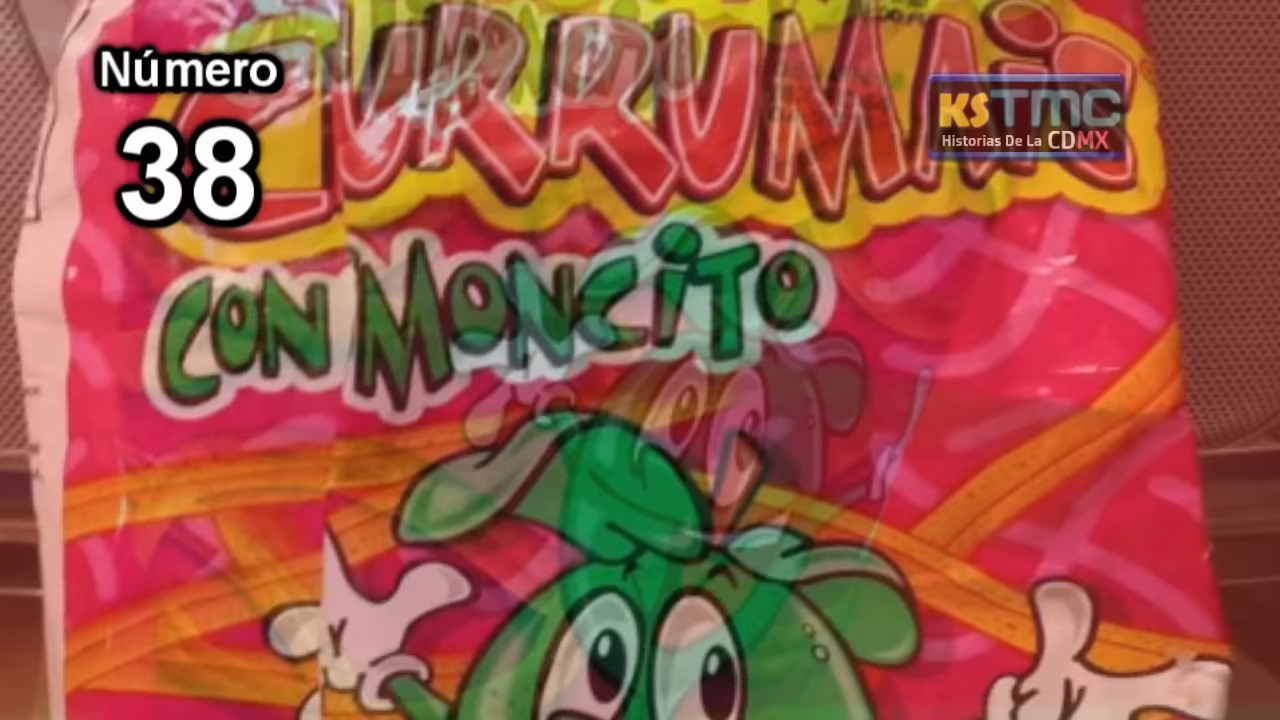 Número
38
CURRUMAIS
KSTMC
Historias De La CDMX
CON MONCITO